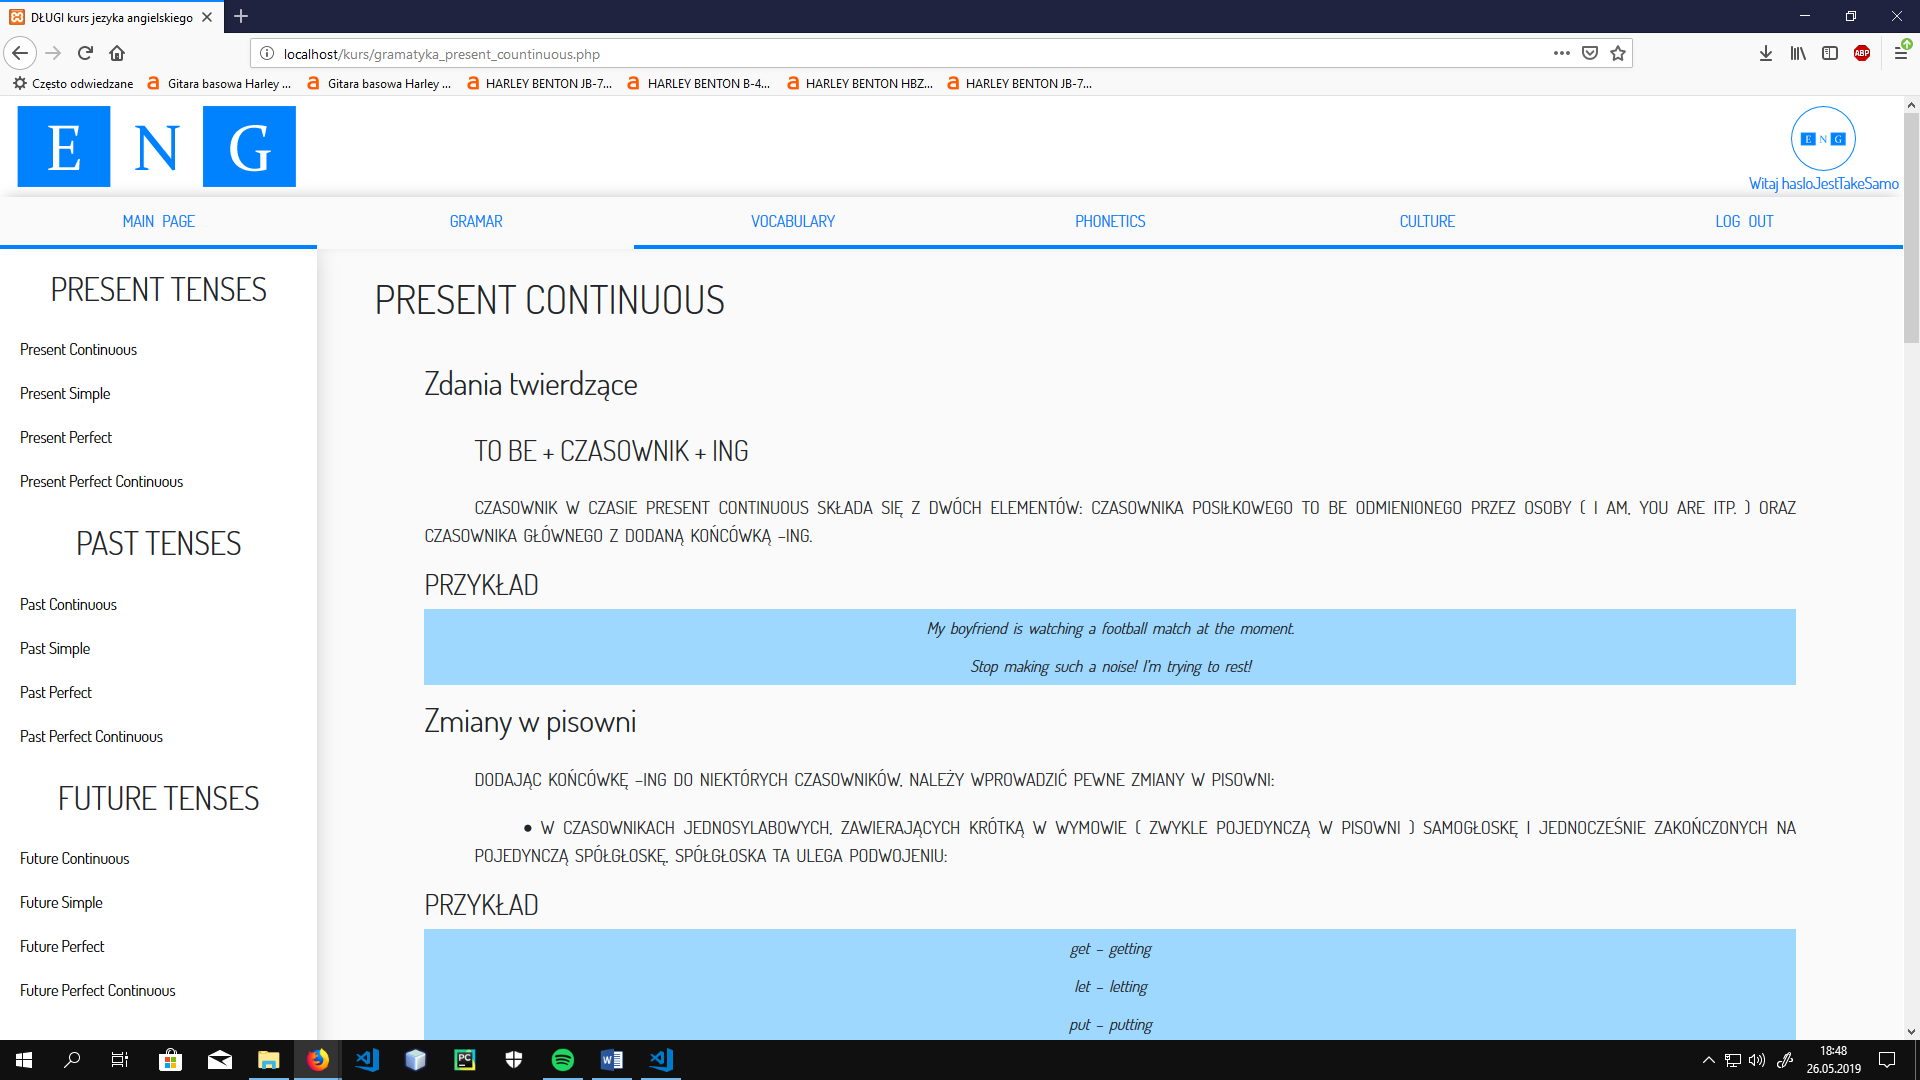 DŁUGI kurs jezyka angielskiego
localhost/kurs/gramatyka_present_countinuous.php
Często odwiedzane
Gitara basowa Harley ...
Gitara basowa Harley ...
HARLEY BENTON JB-7...
HARLEY BENTON B-4...
HARLEY BENTON HBZ...
HARLEY BENTON JB-7...
ABP
E N G
E N G
Witaj hasloJestTakeSamo
MAIN PAGE
GRAMAR
VOCABULARY
PHONETICS
CULTURE
LOG OUT
PRESENT TENSES
Present Continuous
Present Simple
Present Perfect
Present Perfect Continuous
PAST TENSES
Past Continuous
Past Simple
Past Perfect
Past Perfect Continuous
FUTURE TENSES
Future Continuous
Future Simple
Future Perfect
Future Perfect Continuous
PRESENT CONTINUOUS
Zdania twierdzące
TO BE + CZASOWNIK + ING
CZASOWNIK W CZASIE PRESENT CONTINUOUS SKŁADA SIĘ Z DWÓCH ELEMENTÓW: CZASOWNIKA POSIŁKOWEGO TO BE ODMIENIONEGO PRZEZ OSOBY ( I AM, YOU ARE ITP. ) ORAZ
CZASOWNIKA GŁÓWNEGO Z DODANĄ KOŃCÓWKĄ –ING.
PRZYKŁAD
My boyfriend is watching a football match at the moment.
Stop making such a noise! I'm trying to rest!
Zmiany w pisowni
DODAJĄC KOŃCÓWKĘ –ING DO NIEKTÓRYCH CZASOWNIKÓW, NALEŻY WPROWADZIĆ PEWNE ZMIANY W PISOWNI:
• W CZASOWNIKACH JEDNOSYLABOWYCH, ZAWIERAJĄCYCH KRÓTKĄ W WYMOWIE ( ZWYKLE POJEDYNCZĄ W PISOWNI ) SAMOGŁOSKĘ I JEDNOCZEŚNIE ZAKOŃCZONYCH NA
POJEDYNCZĄ SPÓŁGŁOSKĘ, SPÓŁGŁOSKA TA ULEGA PODWOJENIU:
PRZYKŁAD
get – getting
let – letting
put – putting
PC
18:48
26.05.2019